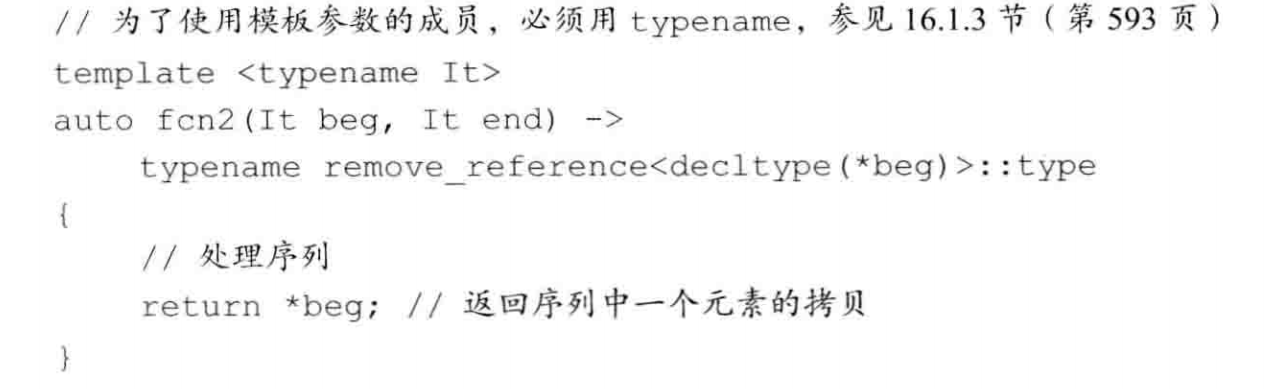 // 为了使用模板参数的成员，必须用 typename，参见 16.1.3 节（第 593 页）
template <typename It>
auto fcn2(It beg, It end) ->
    typename remove_reference<decltype(*beg)>::type
{
    // 处理序列
    return *beg; // 返回序列中一个元素的拷贝
}